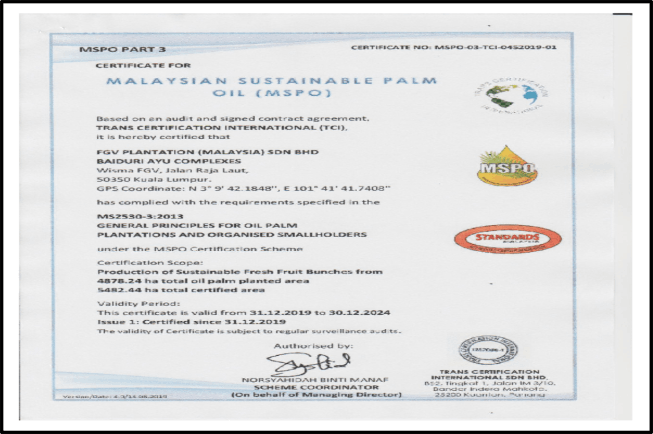 MSPO PART 3
CERTIFICATE NO: MSPO-03-TCI-0452019-01
CERTIFICATE FOR
MALAYSIAN SUSTAINABLE PALM
OIL (MSPO)
TRANS CERTIFICATION
Based on an audit and signed contract agreement,
TRANS CERTIFICATION INTERNATIONAL (TCI),
it is hereby certified that
FGV PLANTATION (MALAYSIA) SDN BHD
BAIDURI AYU COMPLEXES
Wisma FGV, Jalan Raja Laut,
50350 Kuala Lumpur.
GPS Coordinate: N 3° 9' 42.1848", E 101° 41' 41.7408"
MSPO
has complied with the requirements specified in the
MS2530-3:2013
GENERAL PRINCIPLES FOR OIL PALM
PLANTATIONS AND ORGANISED SMALLHOLDERS
STANDARDS
MALAYSIA
under the MSPO Certification Scheme
Certification Scope:
Production of Sustainable Fresh Fruit Bunches from
4878.24 ha total oil palm planted area
5482.44 ha total certified area
Validity Period:
This certificate is valid from 31.12.2019 to 30.12.2024
Issue 1: Certified since 31.12.2019
The validity of Certificate is subject to regular surveillance audits.
Authorised by:
NORSYAHIDAH BINTI MANAF
SCHEME COORDINATOR
(On behalf of Managing Director)
TRANS CERTIFICATION
INTERNATIONAL SDN BHD,
B52, Tingkat 1, Jalan IM 3/10,
Bandar Indera Mahkota,
25200 Kuantan, Pahang
Version/Date: 4.3/14.08.2019